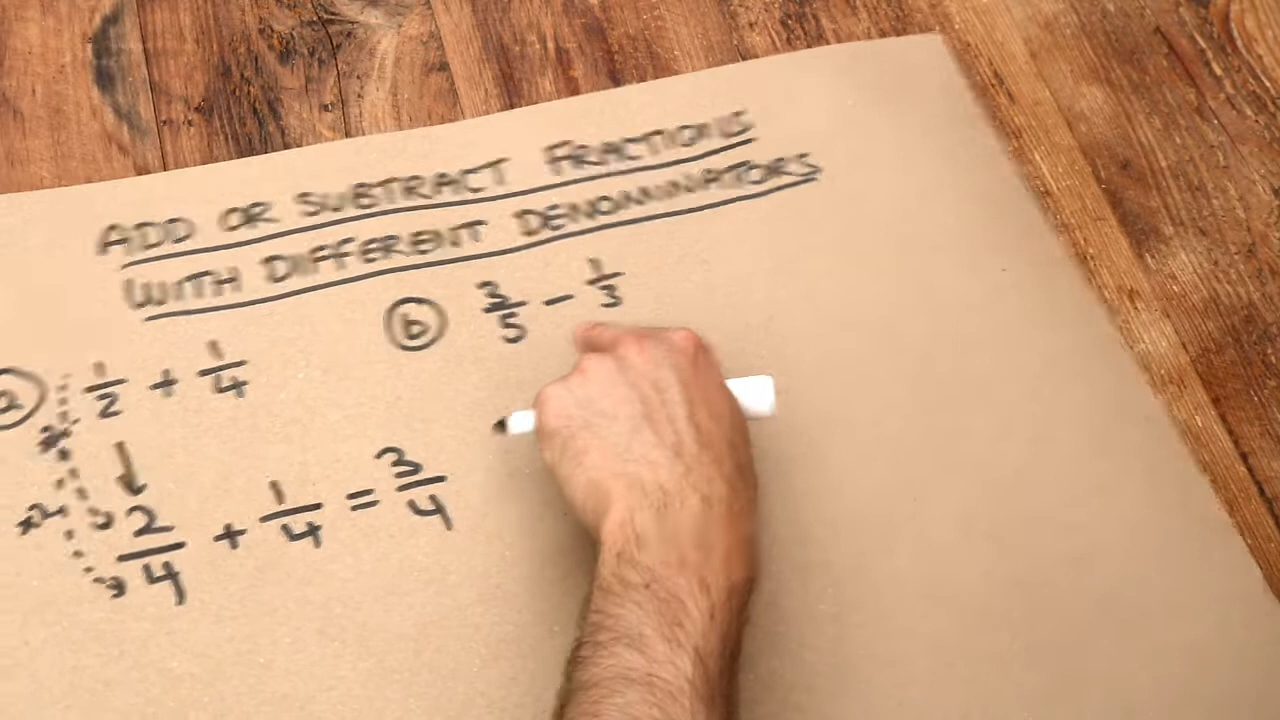 ADD OR SUBTRACT FRACTIONS
WITH DIFFERENT DENOMINATORS
a 1/2 + 1/4
b 3/5 - 1/3
×2
×2
2/4 + 1/4 = 3/4